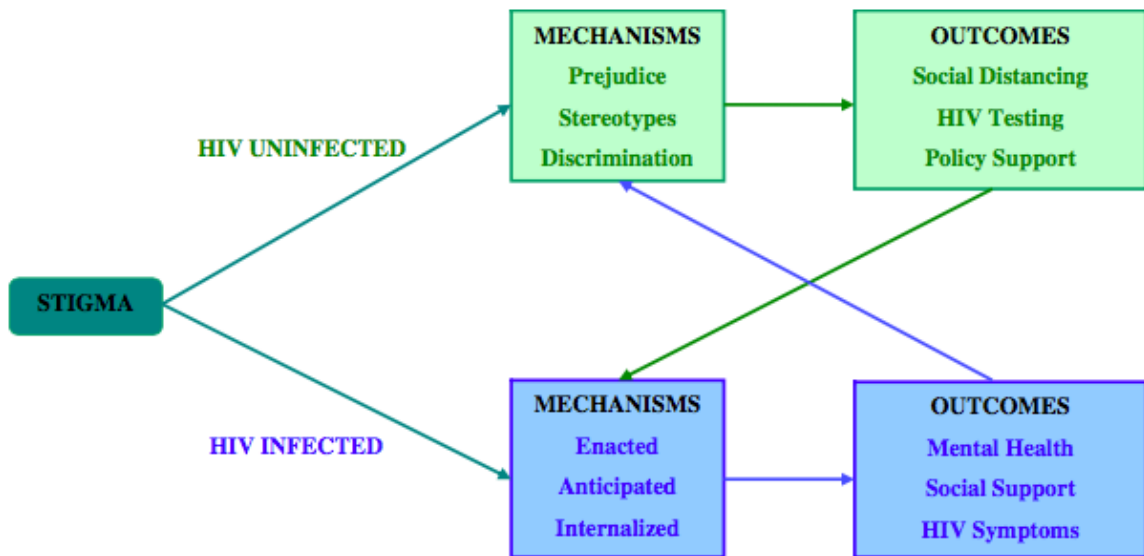 MECHANISMS
Prejudice
Stereotypes
Discrimination
OUTCOMES
Social Distancing
HIV Testing
Policy Support
HIV UNINFECTED
STIGMA
HIV INFECTED
MECHANISMS
Enacted
Anticipated
Internalized
OUTCOMES
Mental Health
Social Support
HIV Symptoms